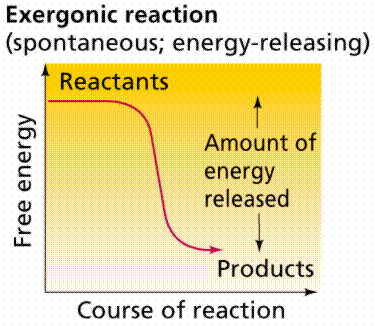 Exergonic reaction
(spontaneous; energy-releasing)
Reactants
Free energy
Amount of
energy
released
Products
Course of reaction